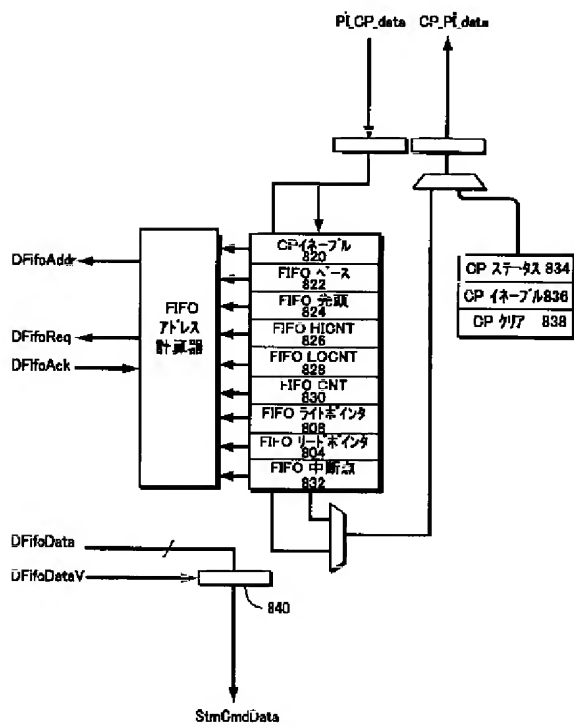 PI_CP_data
CP_PI_data
CPイネーブル
820
FIFO ベース
822
FIFO 先頭
824
FIFO HICNT
826
FIFO LOCNT
828
FIFO CNT
830
FIFO ライトポインタ
808
FIFO リードポインタ
804
FIFO 中断点
832
FIFO
アドレス
計算器
DFifoAddr
DFifoReq
DFifoAck
CP ステータス 834
CP イネーブル836
CP クリア 838
DFifoData
DFifoDataV
840
StmCmdData